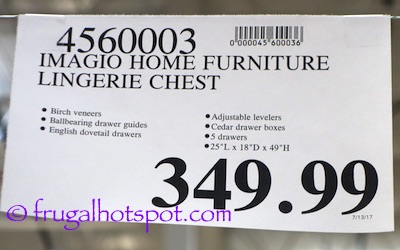 4560003
0000045600036
IMAGIO HOME FURNITURE
LINGERIE CHEST
• Birch veneers
• Ballbearing drawer guides
• English dovetail drawers
• Adjustable levelers
• Cedar drawer boxes
• 5 drawers
• 25"L x 18"D x 49"H
349.99
7/13/17
© frugalhotspot.com